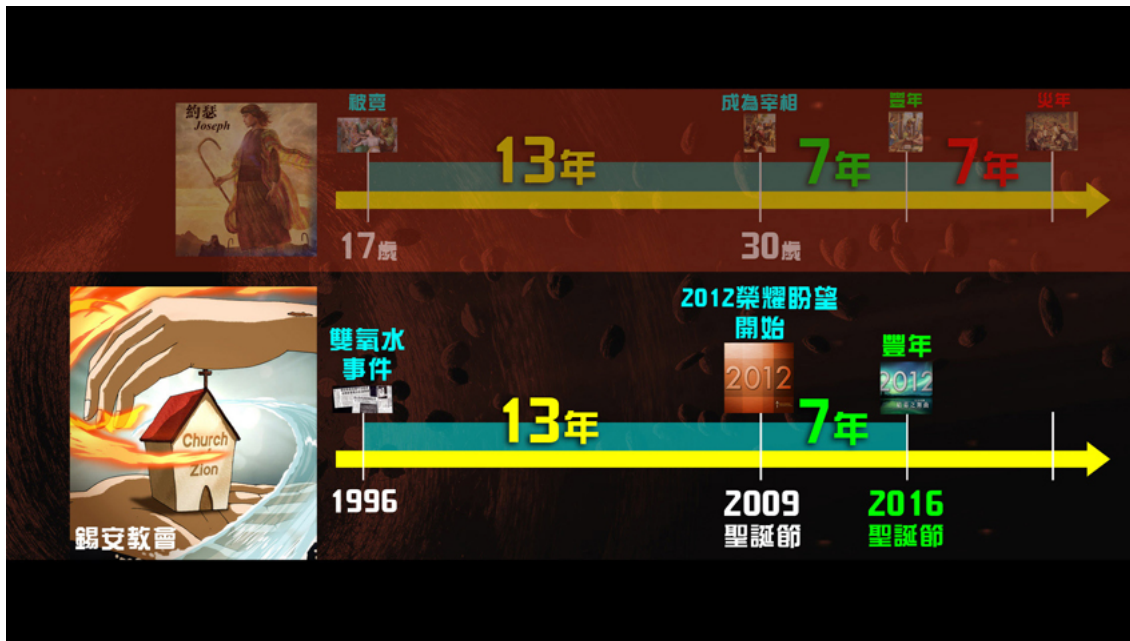 約瑟
Joseph
被賣
成為宰相
豐年
災年
13年
7年
7年
17歲
30歲
2012榮耀盼望
開始
雙氧水
事件
豐年
2012
2012
13年
7年
Church
Zion
1996
2009
2016
聖誕節
聖誕節
錫安教會